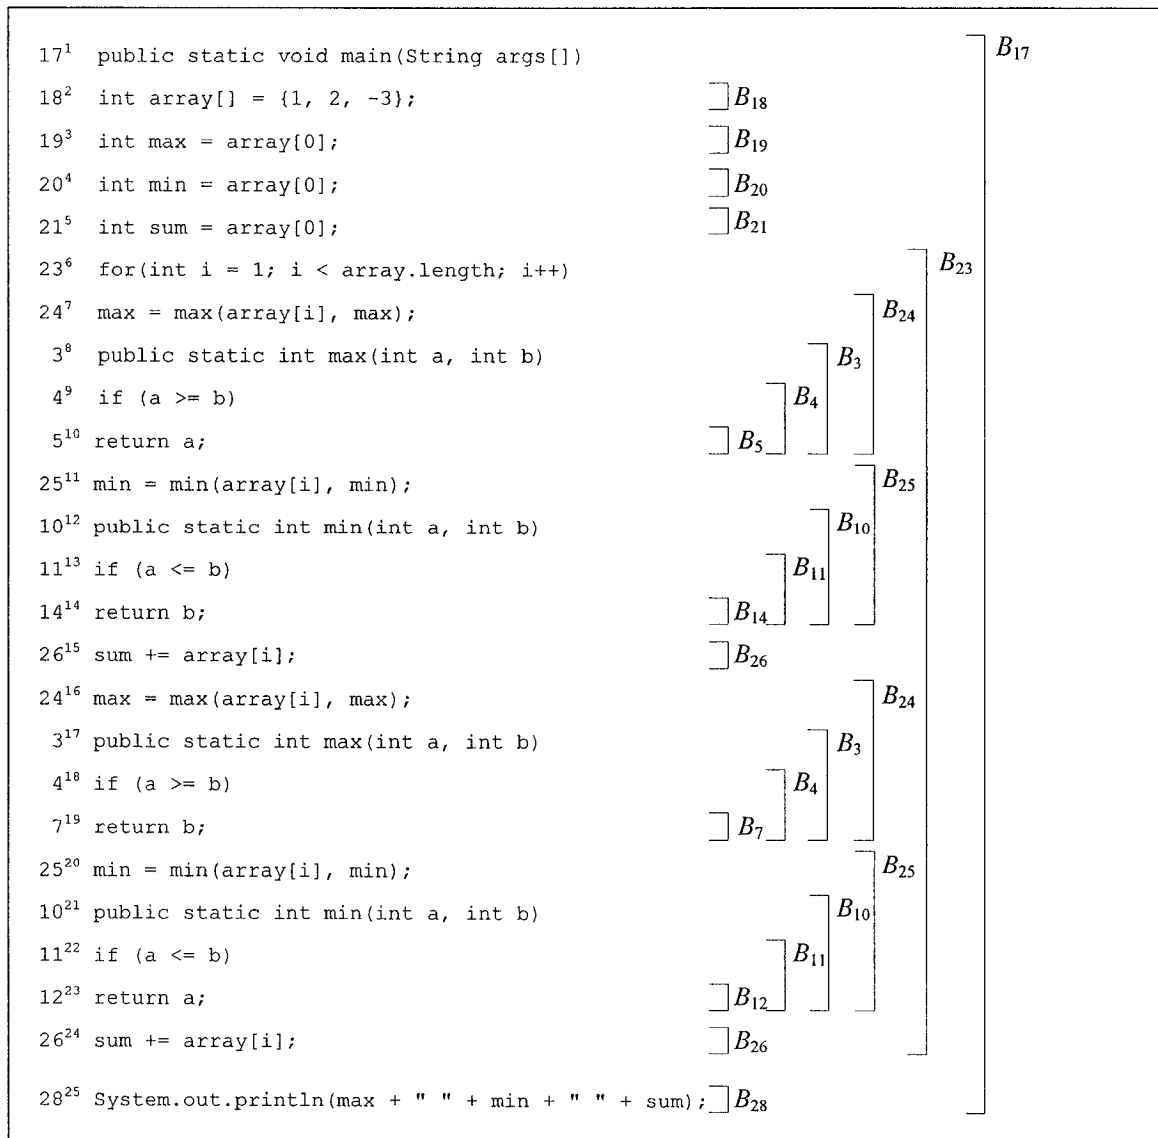 17¹ public static void main(String args[]) B₁₇
18² int array[] = {1, 2, -3}; B₁₈
19³ int max = array[0]; B₁₉
20⁴ int min = array[0]; B₂₀
21⁵ int sum = array[0]; B₂₁
23⁶ for(int i = 1; i < array.length; i++) B₂₃
24⁷ max = max(array[i], max); B₂₄
3⁸ public static int max(int a, int b) B₃
4⁹ if (a >= b) B₄
5¹⁰ return a; B₅
25¹¹ min = min(array[i], min); B₂₅
10¹² public static int min(int a, int b) B₁₀
11¹³ if (a <= b) B₁₁
14¹⁴ return b; B₁₄
26¹⁵ sum += array[i]; B₂₆
24¹⁶ max = max(array[i], max); B₂₄
3¹⁷ public static int max(int a, int b) B₃
4¹⁸ if (a >= b) B₄
7¹⁹ return b; B₇
25²⁰ min = min(array[i], min); B₂₅
10²¹ public static int min(int a, int b) B₁₀
11²² if (a <= b) B₁₁
12²³ return a; B₁₂
26²⁴ sum += array[i]; B₂₆
28²⁵ System.out.println(max + " " + min + " " + sum); B₂₈